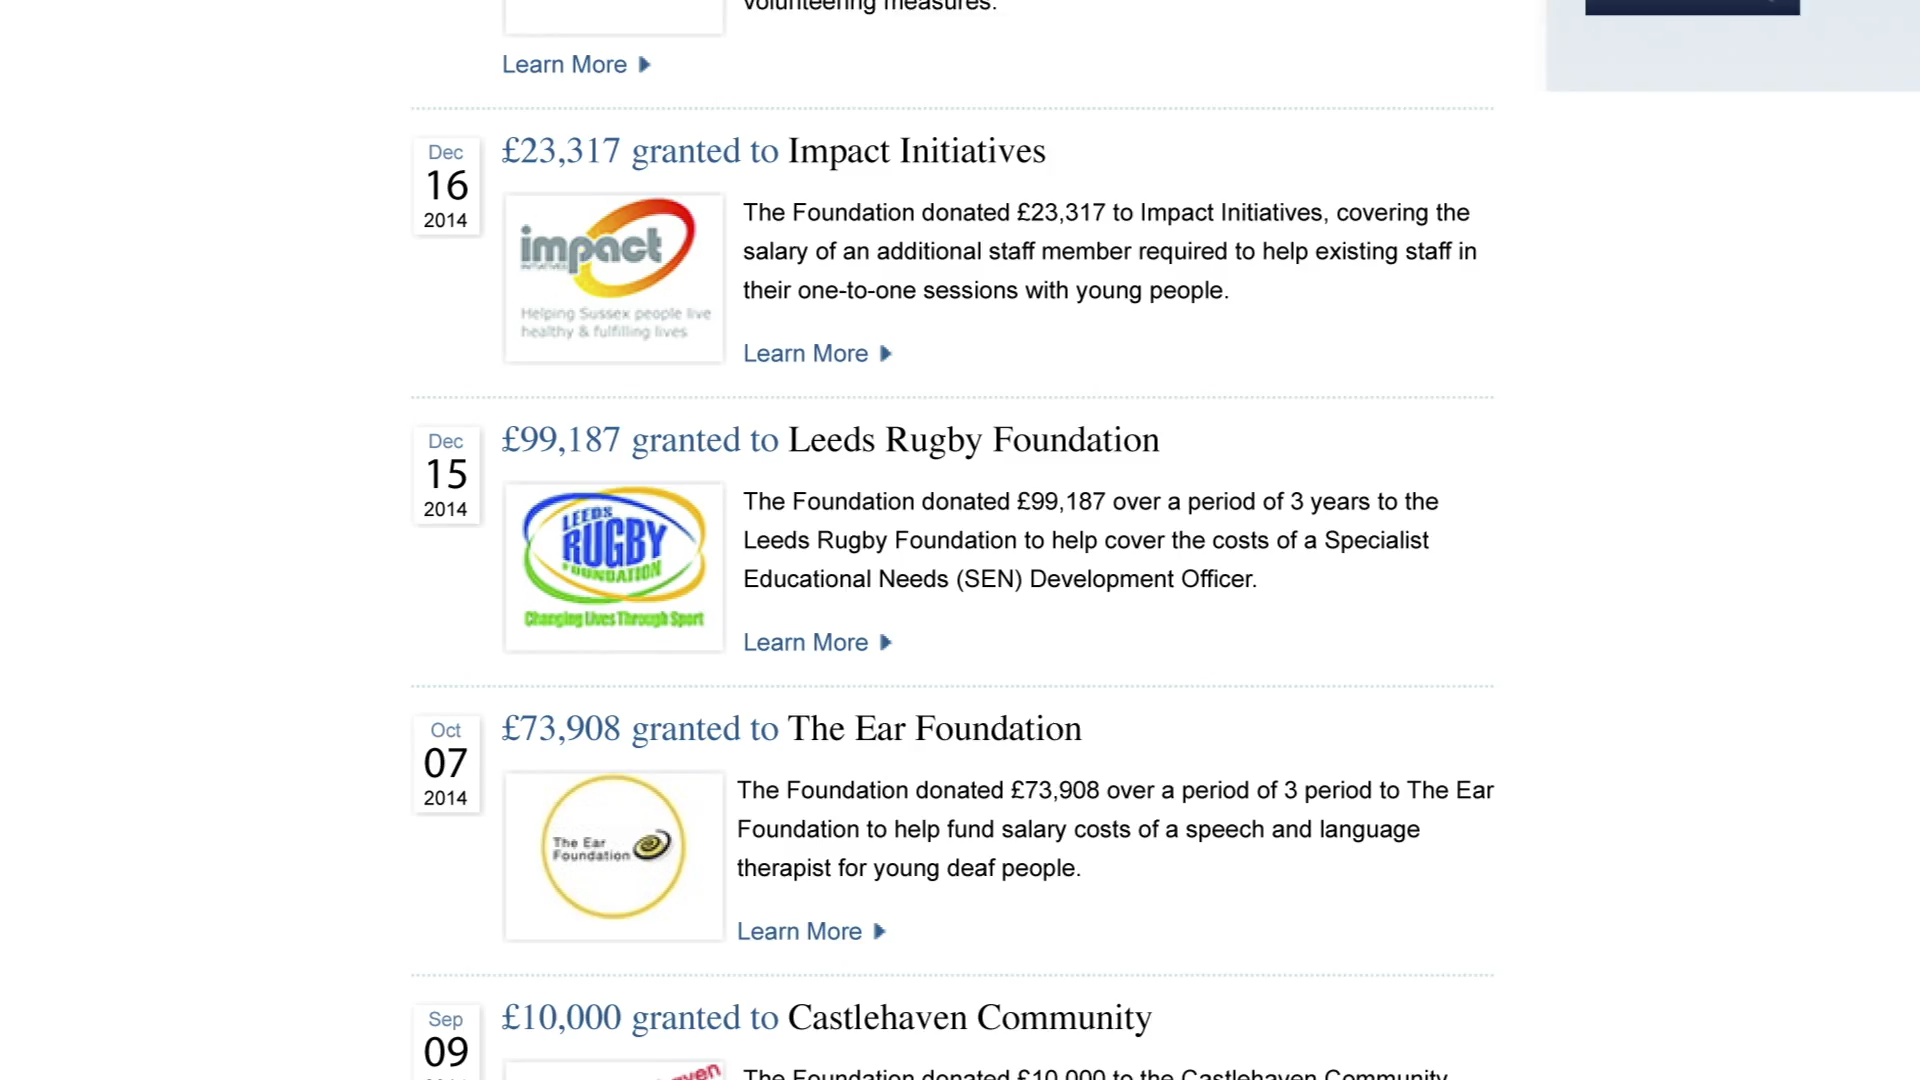 volunteering measures.
Learn More
Dec
16
2014
£23,317 granted to Impact Initiatives
impact
INITIATIVES
Helping Sussex people live
healthy & fulfilling lives
The Foundation donated £23,317 to Impact Initiatives, covering the
salary of an additional staff member required to help existing staff in
their one-to-one sessions with young people.
Learn More
Dec
15
2014
£99,187 granted to Leeds Rugby Foundation
LEEDS
RUGBY
FOUNDATION
Changing Lives Through Sport
The Foundation donated £99,187 over a period of 3 years to the
Leeds Rugby Foundation to help cover the costs of a Specialist
Educational Needs (SEN) Development Officer.
Learn More
Oct
07
2014
£73,908 granted to The Ear Foundation
The Ear
Foundation
The Foundation donated £73,908 over a period of 3 period to The Ear
Foundation to help fund salary costs of a speech and language
therapist for young deaf people.
Learn More
Sep
09
£10,000 granted to Castlehaven Community
The Foundation donated £10,000 to the Castlehaven Community